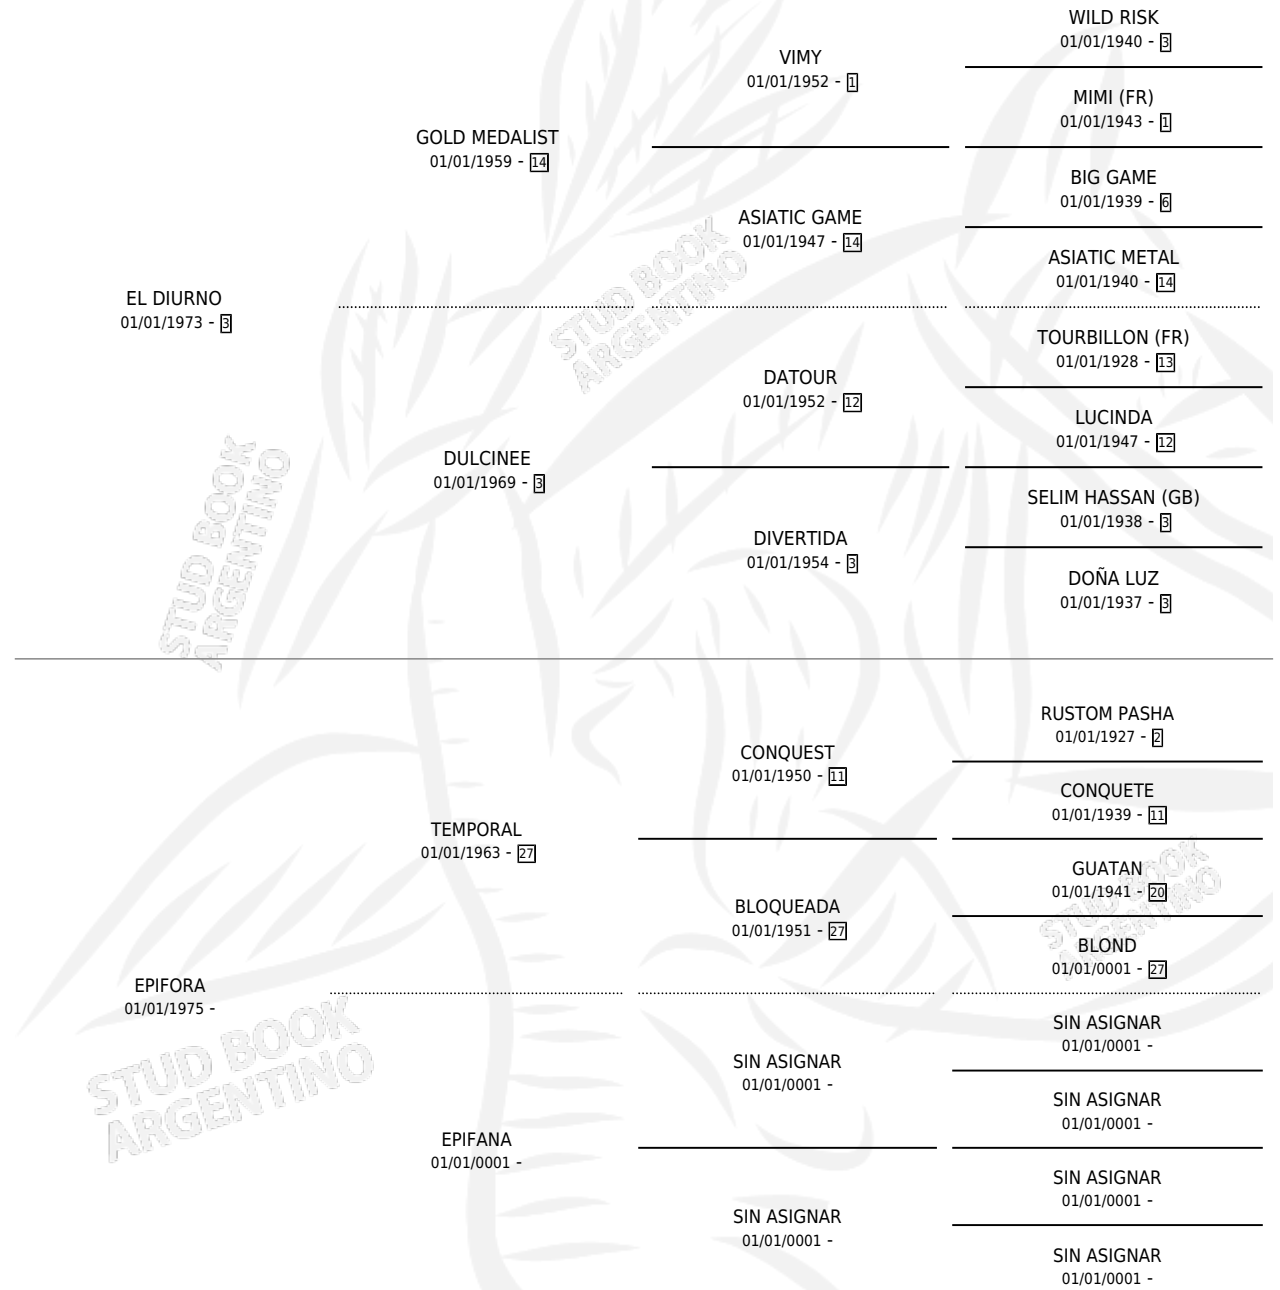 WILD RISK
01/01/1940 - 3
VIMY
01/01/1952 - 1
MIMI (FR)
01/01/1943 - 1
GOLD MEDALIST
01/01/1959 - 14
BIG GAME
01/01/1939 - 6
ASIATIC GAME
01/01/1947 - 14
ASIATIC METAL
01/01/1940 - 14
EL DIURNO
01/01/1973 - 3
STUD BOOK
ARGENTINO
TOURBILLON (FR)
01/01/1928 - 13
DATOUR
01/01/1952 - 12
LUCINDA
01/01/1947 - 12
DULCINEE
01/01/1969 - 3
SELIM HASSAN (GB)
01/01/1938 - 3
DIVERTIDA
01/01/1954 - 3
DOÑA LUZ
01/01/1937 - 3
STUD BOOK
ARGENTINO
RUSTOM PASHA
01/01/1927 - 2
CONQUEST
01/01/1950 - 11
CONQUETE
01/01/1939 - 11
TEMPORAL
01/01/1963 - 27
GUATAN
01/01/1941 - 20
BLOQUEADA
01/01/1951 - 27
STUD BOOK
ARGENTINO
BLOND
01/01/0001 - 27
EPIFORA
01/01/1975 -
SIN ASIGNAR
01/01/0001 -
SIN ASIGNAR
01/01/0001 -
STUD BOOK
ARGENTINO
SIN ASIGNAR
01/01/0001 -
EPIFANA
01/01/0001 -
SIN ASIGNAR
01/01/0001 -
SIN ASIGNAR
01/01/0001 -
SIN ASIGNAR
01/01/0001 -